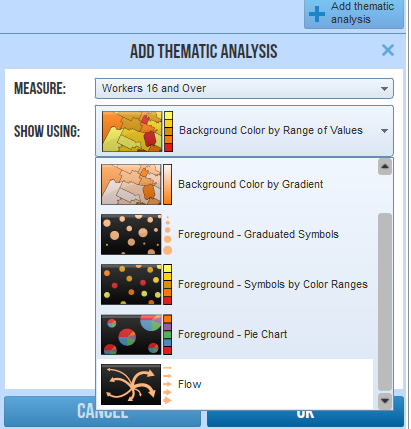 Add thematic
analysis
ADD THEMATIC ANALYSIS
MEASURE:
Workers 16 and Over
SHOW USING:
Background Color by Range of Values
Background Color by Gradient
Foreground - Graduated Symbols
Foreground - Symbols by Color Ranges
Foreground - Pie Chart
Flow
CANCEL
OK